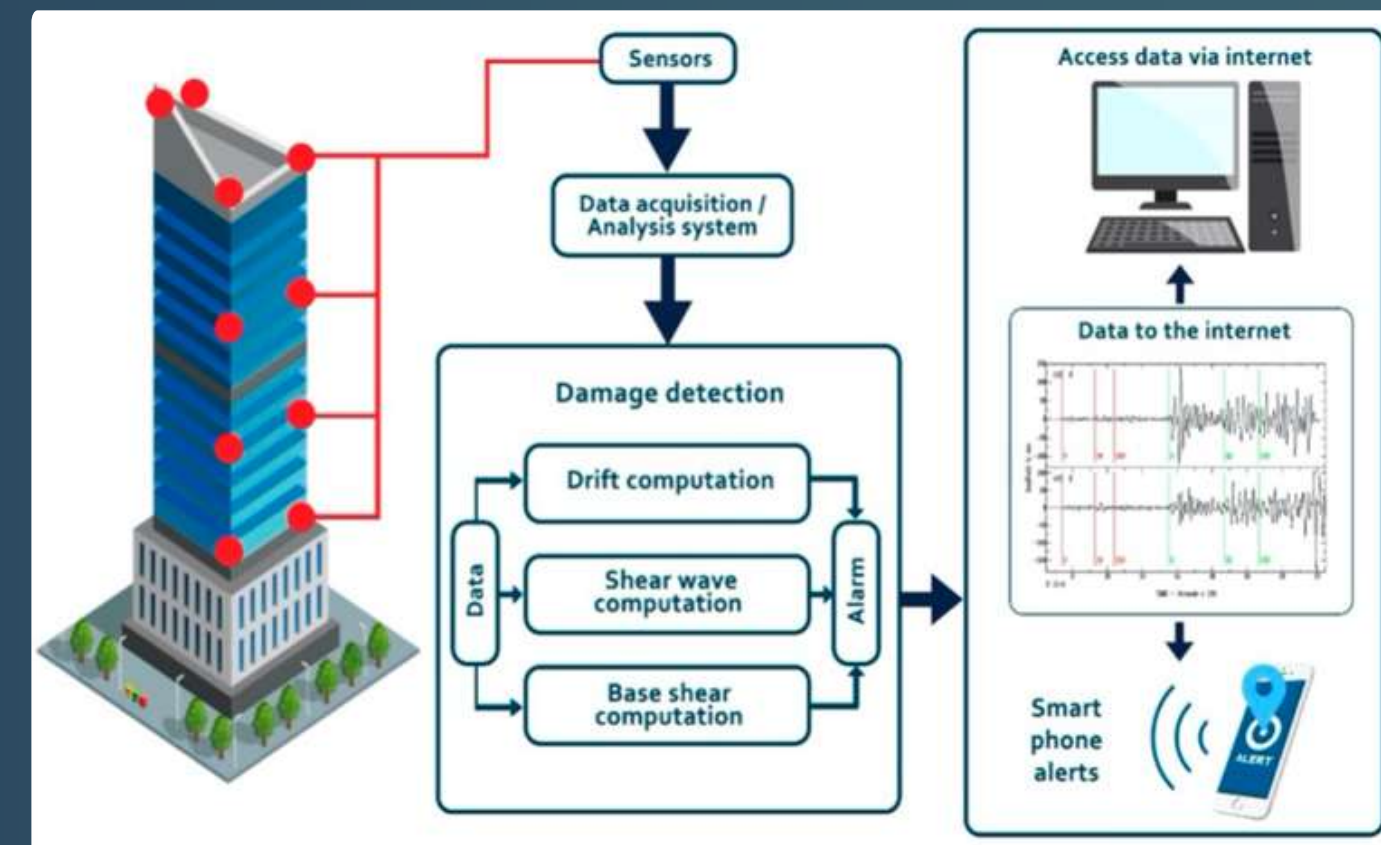 Sensors
Data acquisition /
Analysis system
Damage detection
Data
Drift computation
Shear wave
computation
Base shear
computation
Alarm
Access data via internet
Data to the internet
Smart
phone
alerts
ALERT